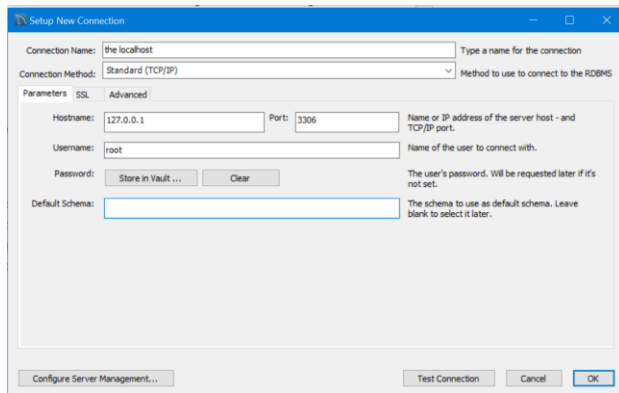 Setup New Connection
Connection Name: the localhost Type a name for the connection
Connection Method: Standard (TCP/IP) Method to use to connect to the RDBMS
Parameters SSL Advanced
Hostname: 127.0.0.1 Port: 3306 Name or IP address of the server host - and
TCP/IP port.
Username: root Name of the user to connect with.
Password: Store in Vault ... Clear The user's password. Will be requested later if it's
not set.
Default Schema: The schema to use as default schema. Leave
blank to select it later.
Configure Server Management... Test Connection Cancel OK